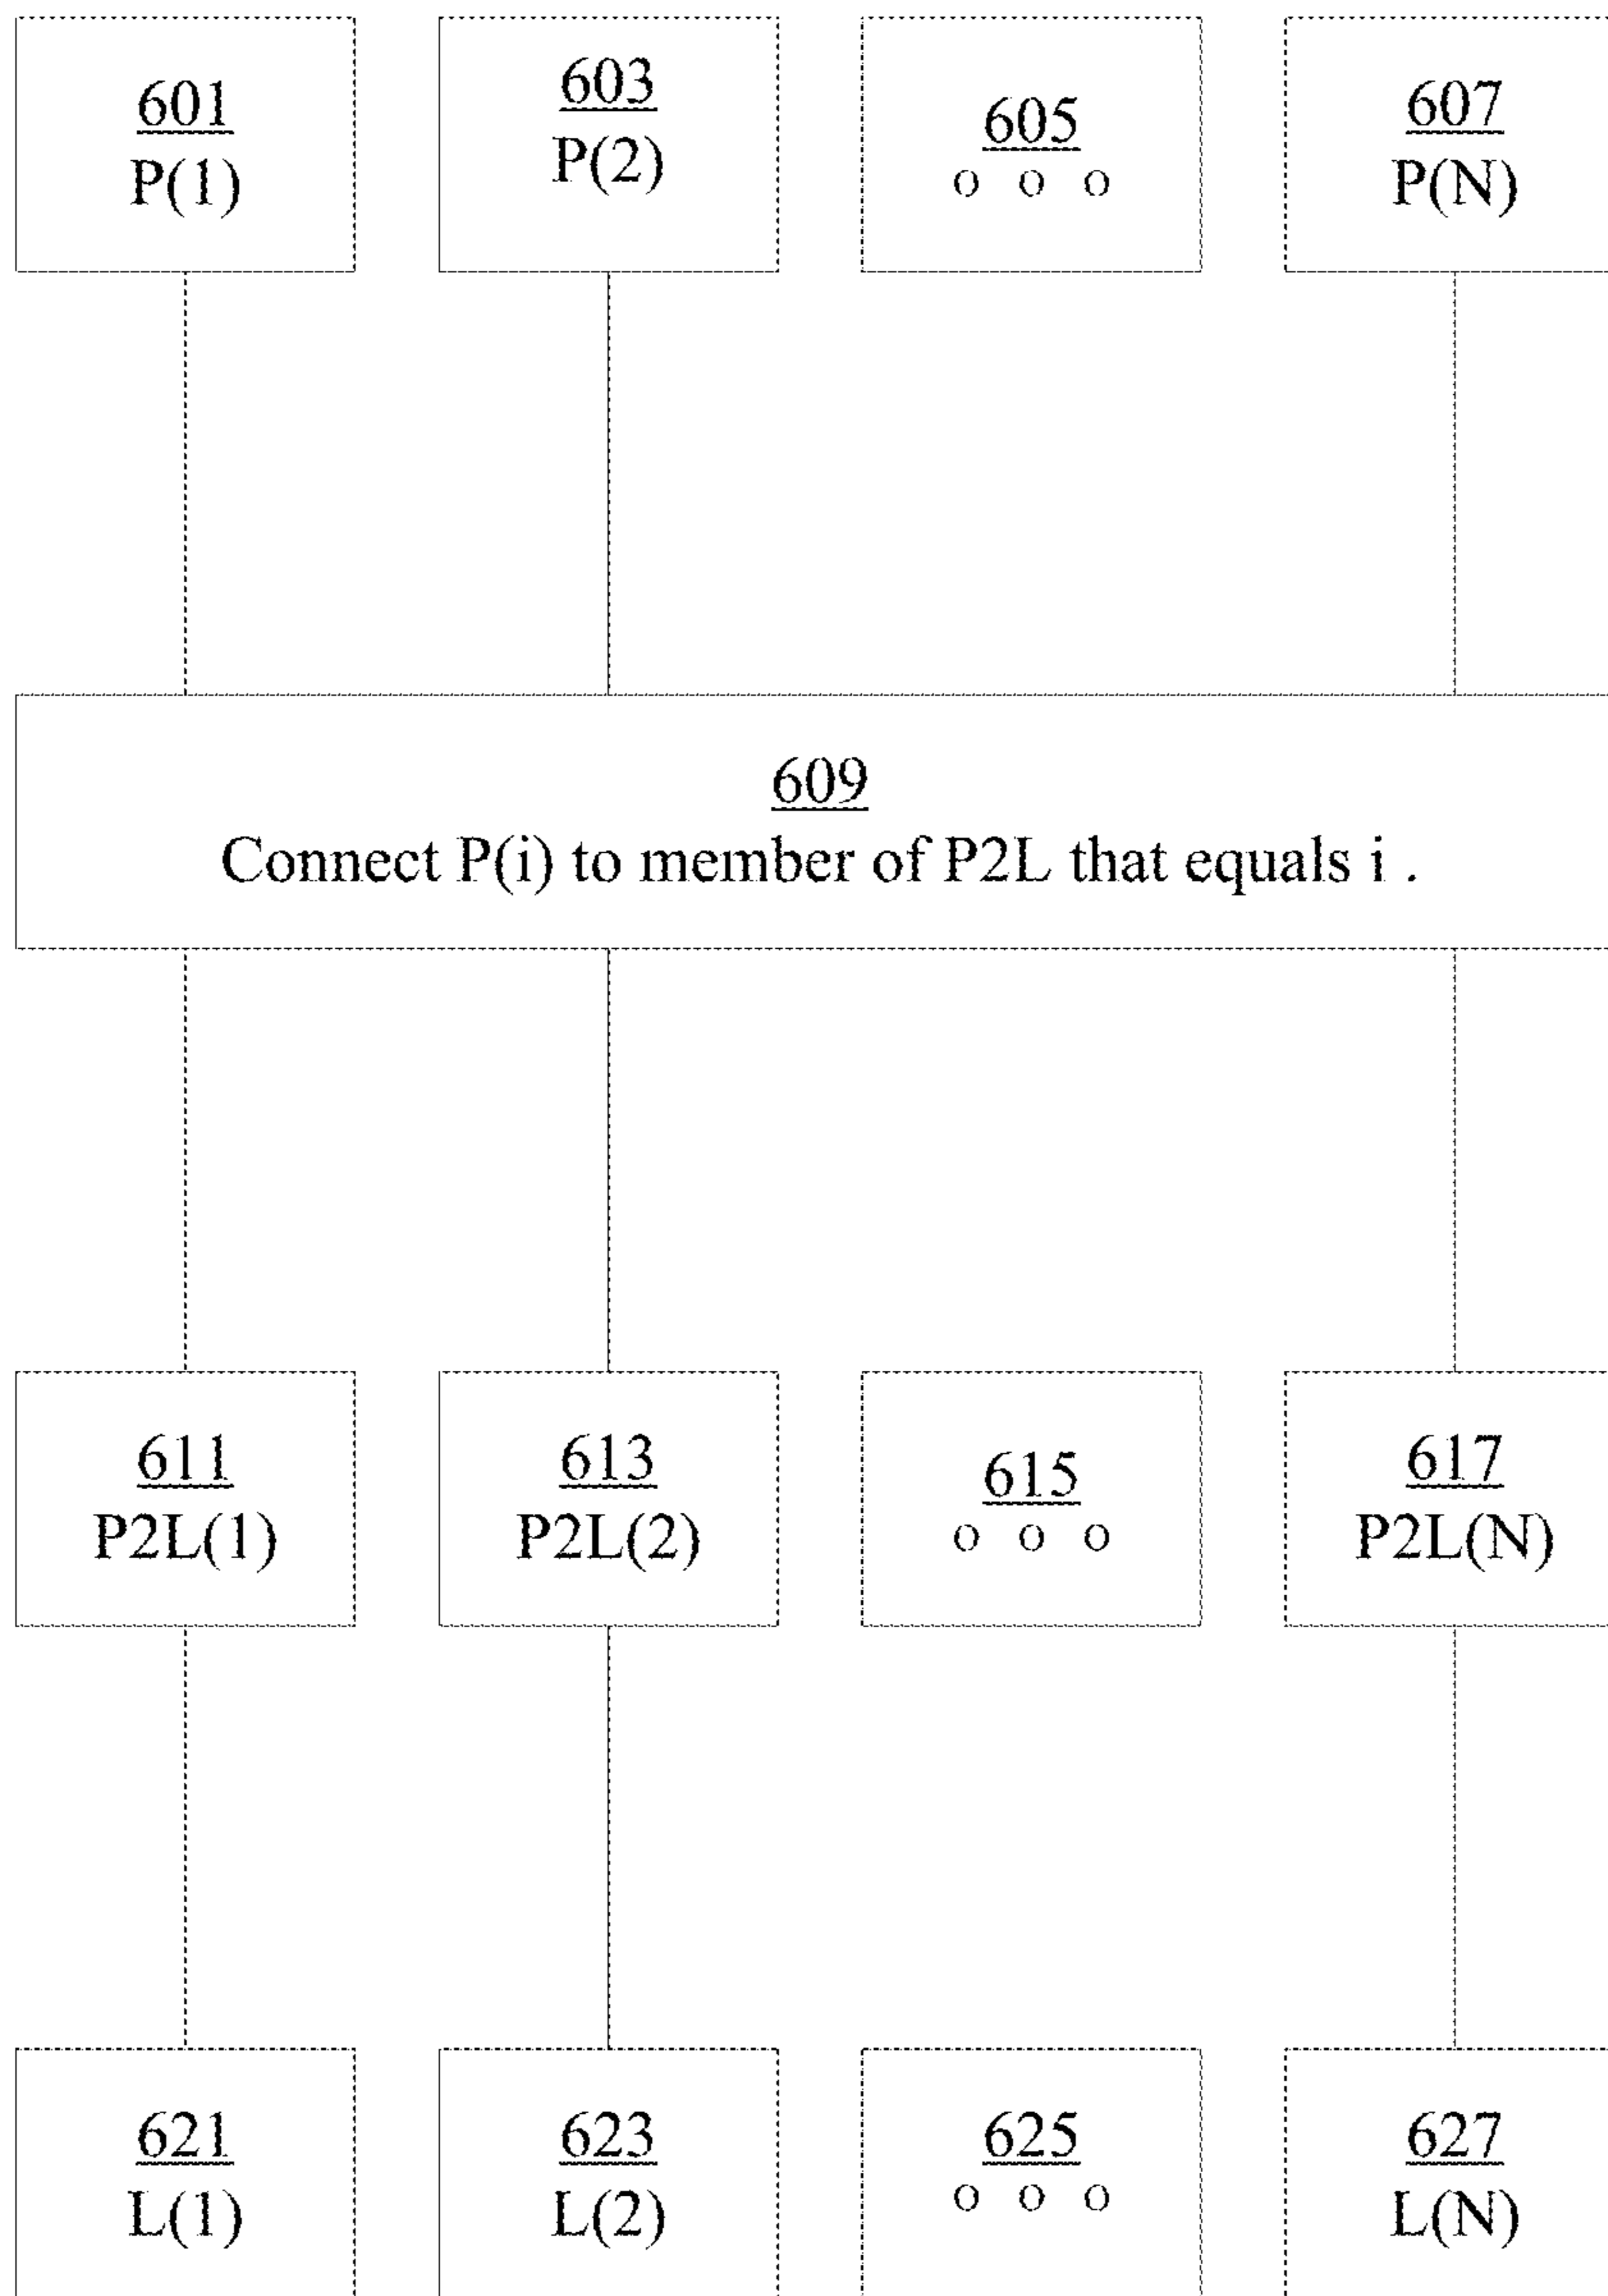 601
P(1)
603
P(2)
605
o o o
607
P(N)
609
Connect P(i) to member of P2L that equals i .
611
P2L(1)
613
P2L(2)
615
o o o
617
P2L(N)
621
L(1)
623
L(2)
625
o o o
627
L(N)